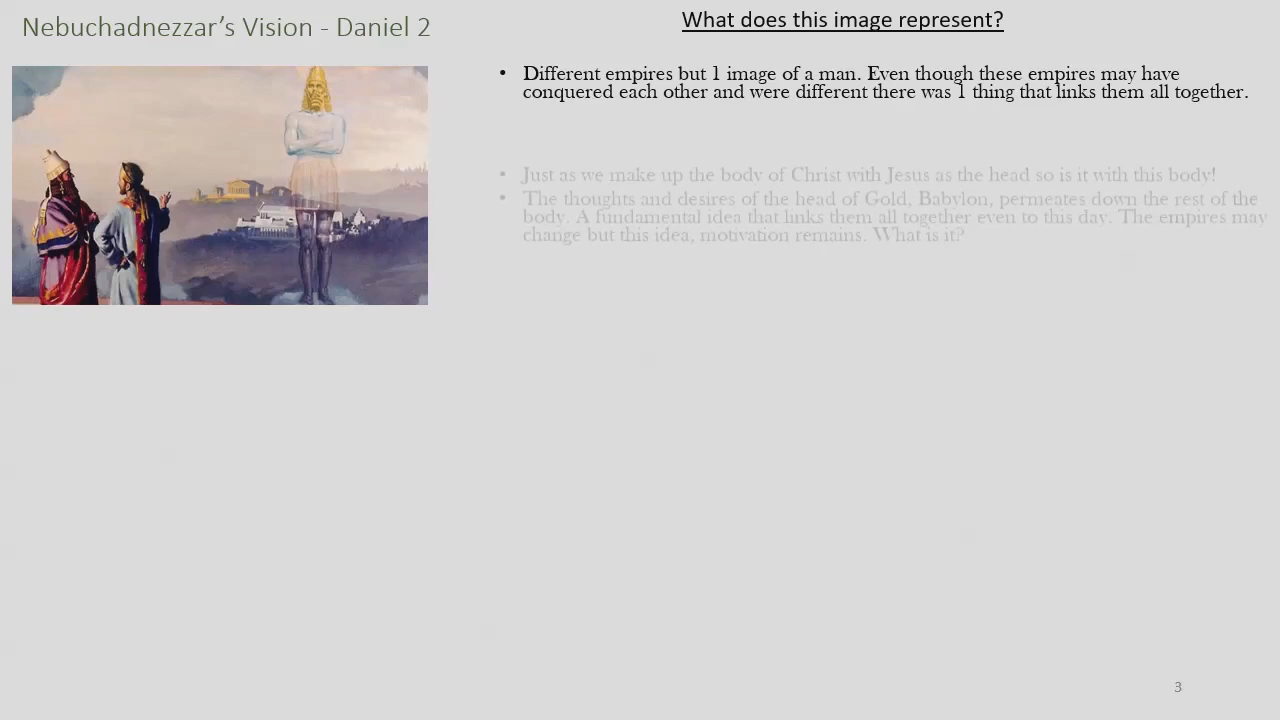 Nebuchadnezzar’s Vision - Daniel 2
What does this image represent?
• Different empires but 1 image of a man. Even though these empires may have
conquered each other and were different there was 1 thing that links them all together.
• Just as we make up the body of Christ with Jesus as the head so is it with this body!
• The thoughts and desires of the head of Gold, Babylon, permeates down the rest of the
body. A fundamental idea that links them all together even to this day. The empires may
change but this idea, motivation remains. What is it?
3